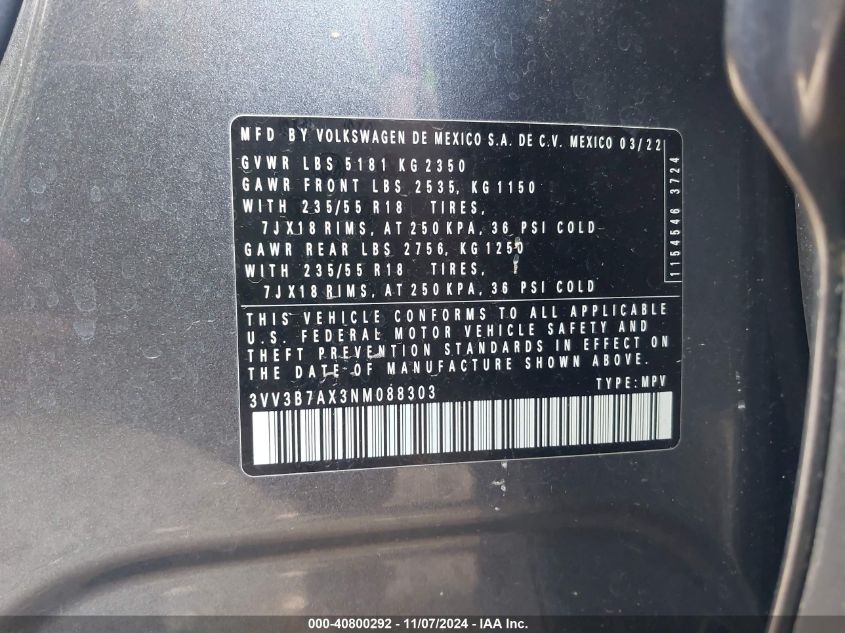 MFD BY VOLKSWAGEN DE MEXICO S.A. DE C.V. MEXICO 03/22
GVWR LBS 5181 KG 2350
GAWR FRONT LBS 2535, KG 1150
WITH 235/55 R18 TIRES,
7JX18 RIMS, AT 250 KPA, 36 PSI COLD
GAWR REAR LBS 2756, KG 1250
WITH 235/55 R18 TIRES,
7JX18 RIMS, AT 250 KPA, 36 PSI COLD
1154546 3724
THIS VEHICLE CONFORMS TO ALL APPLICABLE
U.S. FEDERAL MOTOR VEHICLE SAFETY AND
THEFT PREVENTION STANDARDS IN EFFECT ON
THE DATE OF MANUFACTURE SHOWN ABOVE.
3VV3B7AX3NM088303 TYPE: MPV
000-40800292 - 11/07/2024 - IAA Inc.